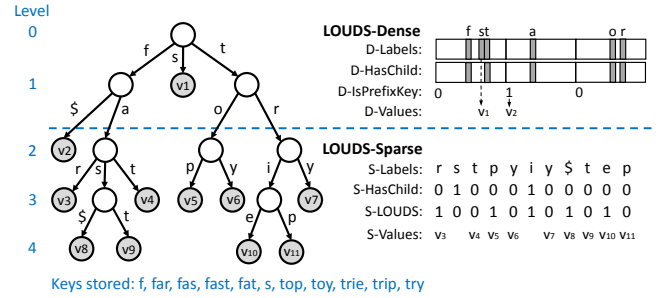 Level
0
1
2
3
4
f s t
v1
$ a
o r
v2
r s t
p y
i y
v3
v4
v5
v6
v7
$ t
e p
v8
v9
v10
v11
LOUDS-Dense
f st a o r
D-Labels:
D-HasChild:
D-IsPrefixKey: 0 1 0
D-Values: v1 v2
LOUDS-Sparse
S-Labels: r s t p y i y $ t e p
S-HasChild: 0 1 0 0 0 1 0 0 0 0 0
S-LOUDS: 1 0 0 1 0 1 0 1 0 1 0
S-Values: v3 v4 v5 v6 v7 v8 v9 v10 v11
Keys stored: f, far, fas, fast, fat, s, top, toy, trie, trip, try